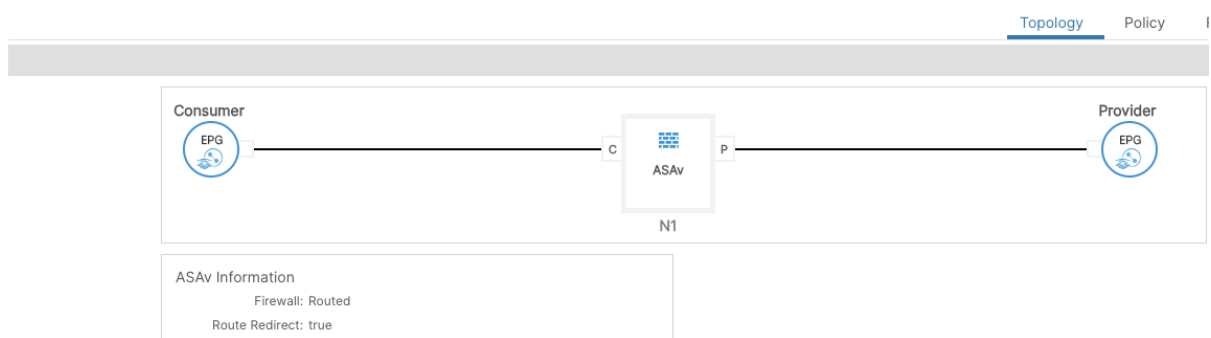 Topology Policy
Consumer Provider
EPG EPG
C P
ASAv
N1
ASAv Information
Firewall: Routed
Route Redirect: true